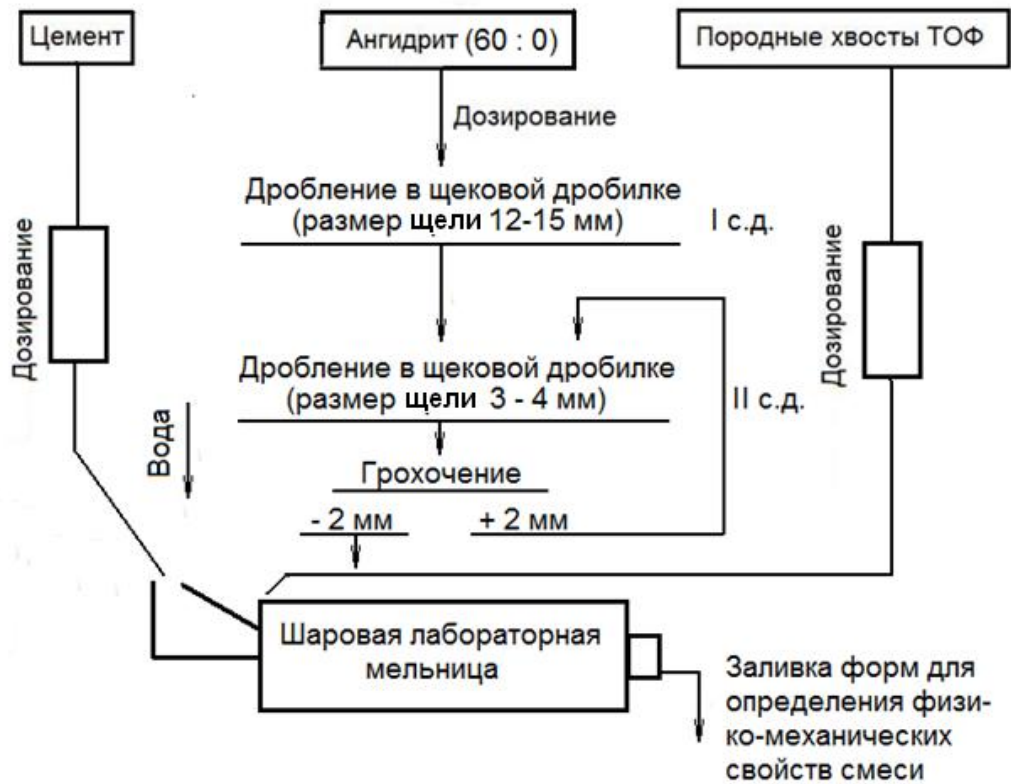 Цемент
Ангидрит (60 : 0)
Породные хвосты ТОФ
Дозирование
Дробление в щековой дробилке
(размер щели 12-15 мм)
I с.д.
Дозирование
Дозирование
Дробление в щековой дробилке
(размер щели 3 - 4 мм)
II с.д.
Вода
Грохочение
- 2 мм
+ 2 мм
Шаровая лабораторная
мельница
Заливка форм для
определения физи-
ко-механических
свойств смеси